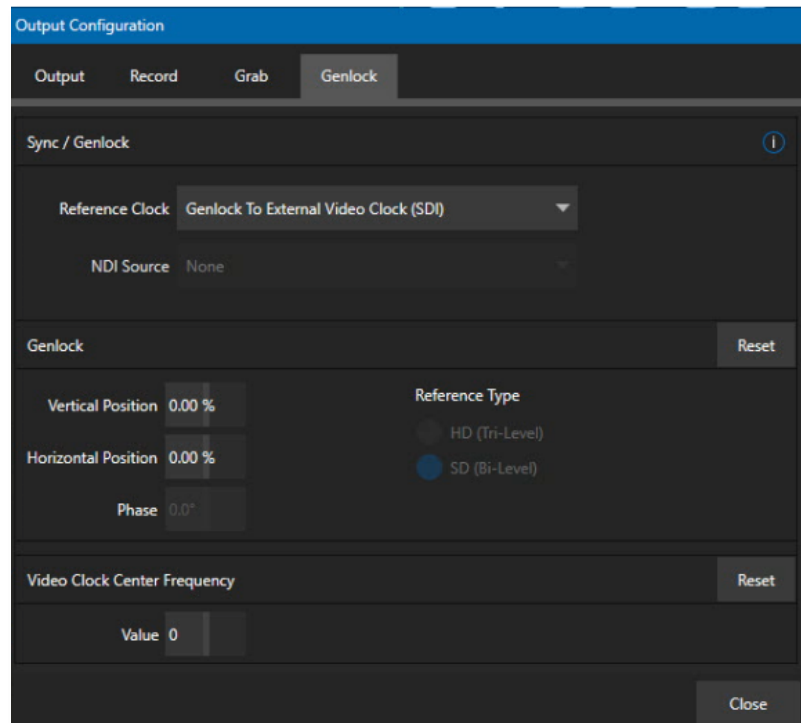 Output Configuration
Output Record Grab Genlock
Sync / Genlock
i
Reference Clock Genlock To External Video Clock (SDI)
NDI Source None
Genlock Reset
Vertical Position 0.00 % Reference Type
HD (Tri-Level)
Horizontal Position 0.00 %
SD (Bi-Level)
Phase 0.0°
Video Clock Center Frequency Reset
Value 0
Close